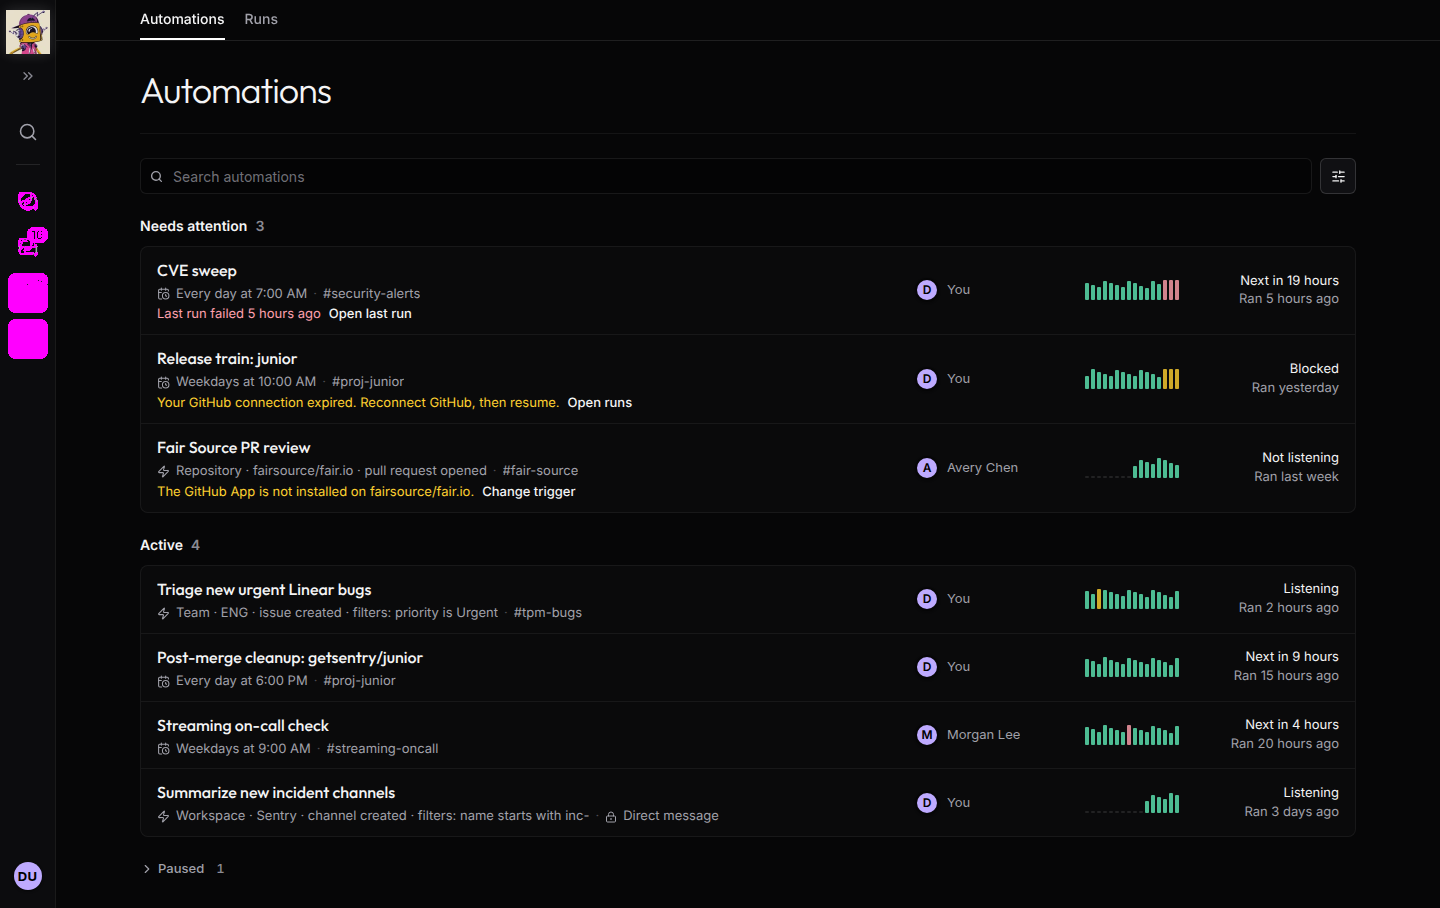 Automations
Runs
Automations
Search automations
Needs attention 3
CVE sweep
Every day at 7:00 AM · #security-alerts
Last run failed 5 hours ago Open last run
D You
Next in 19 hours
Ran 5 hours ago
Release train: junior
Weekdays at 10:00 AM · #proj-junior
Your GitHub connection expired. Reconnect GitHub, then resume. Open runs
D You
Blocked
Ran yesterday
Fair Source PR review
Repository · fairsource/fair.io · pull request opened · #fair-source
The GitHub App is not installed on fairsource/fair.io. Change trigger
A Avery Chen
Not listening
Ran last week
Active 4
Triage new urgent Linear bugs
Team · ENG · issue created · filters: priority is Urgent · #tpm-bugs
D You
Listening
Ran 2 hours ago
Post-merge cleanup: getsentry/junior
Every day at 6:00 PM · #proj-junior
D You
Next in 9 hours
Ran 15 hours ago
Streaming on-call check
Weekdays at 9:00 AM · #streaming-oncall
M Morgan Lee
Next in 4 hours
Ran 20 hours ago
Summarize new incident channels
Workspace · Sentry · channel created · filters: name starts with inc- · Direct message
D You
Listening
Ran 3 days ago
Paused 1
DU